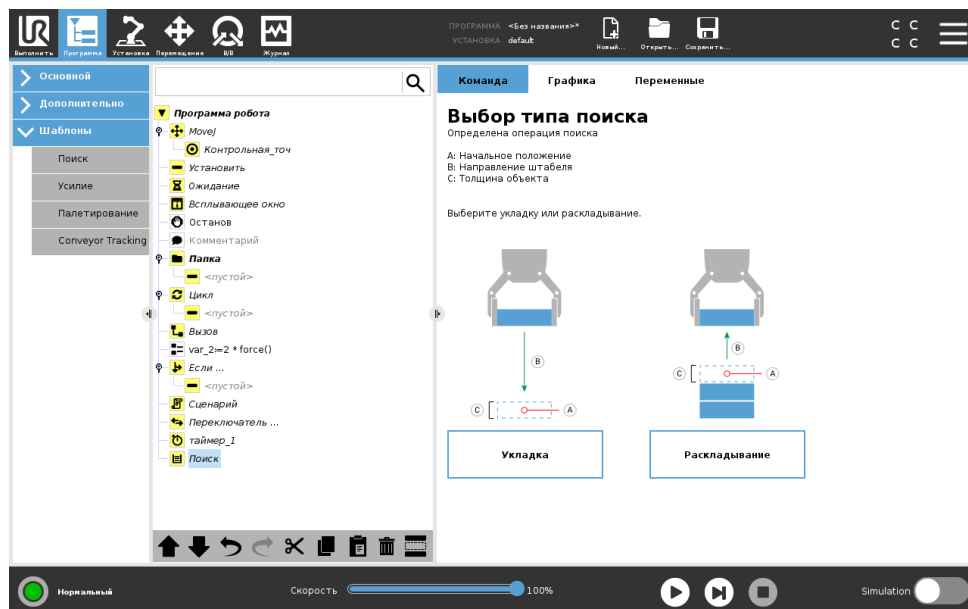 ПРОГРАММА <Без названия>*
УСТАНОВКА default
Выполнить
Программа
Установка
Перемещение
В/В
Журнал
Новый...
Открыть...
Сохранить...
C C
C C
Основной
Дополнительно
Шаблоны
Поиск
Усилие
Палетирование
Conveyor Tracking
Программа робота
MoveJ
Контрольная_точ
Установить
Ожидание
Всплывающее окно
Останов
Комментарий
Папка
<пустой>
Цикл
<пустой>
Вызов
var_2≔2 * force()
Если ...
<пустой>
Сценарий
Переключатель ...
таймер_1
Поиск
Команда
Графика
Переменные
Выбор типа поиска
Определена операция поиска
A: Начальное положение
B: Направление штабеля
C: Толщина объекта
Выберите укладку или раскладывание.
B
C
A
B
C
A
Укладка
Раскладывание
Нормальный
Скорость
100%
Simulation